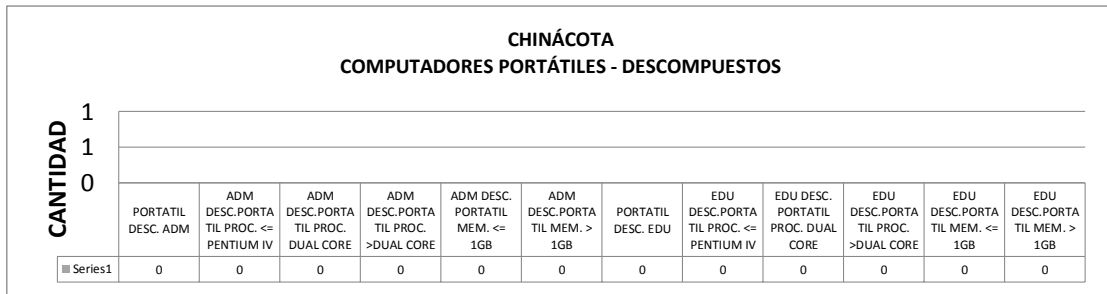 CHINÁCOTA
COMPUTADORES PORTÁTILES - DESCOMPUESTOS
CANTIDAD
1
1
0
PORTATIL
DESC. ADM
ADM
DESC.PORTA
TIL PROC. <=
PENTIUM IV
ADM
DESC.PORTA
TIL PROC.
DUAL CORE
ADM
DESC.PORTA
TIL PROC.
>DUAL CORE
ADM DESC.
PORTATIL
MEM. <=
1GB
ADM
DESC.PORTA
TIL MEM. >
1GB
PORTATIL
DESC. EDU
EDU
DESC.PORTA
TIL PROC. <=
PENTIUM IV
EDU DESC.
PORTATIL
PROC. DUAL
CORE
EDU
DESC.PORTA
TIL PROC.
>DUAL CORE
EDU
DESC.PORTA
TIL MEM. <=
1GB
EDU
DESC.PORTA
TIL MEM. >
1GB
Series1 0 0 0 0 0 0 0 0 0 0 0 0